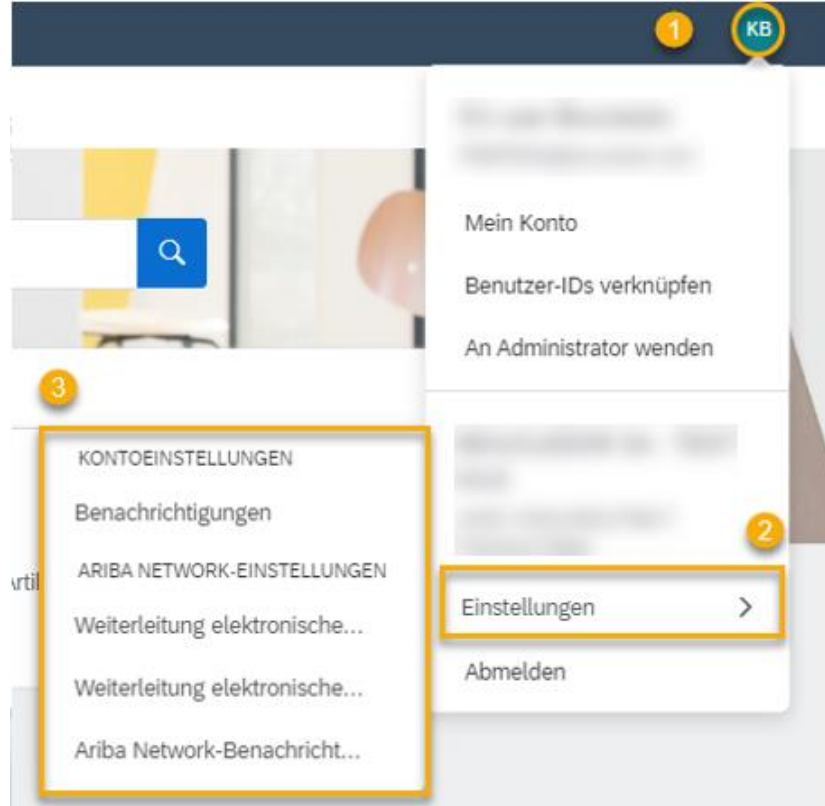 1
KB
Mein Konto
Benutzer-IDs verknüpfen
An Administrator wenden
3
KONTOEINSTELLUNGEN
Benachrichtigungen
ARIBA NETWORK-EINSTELLUNGEN
Weiterleitung elektronische...
Weiterleitung elektronische...
Ariba Network-Benachricht...
2
Einstellungen
Abmelden